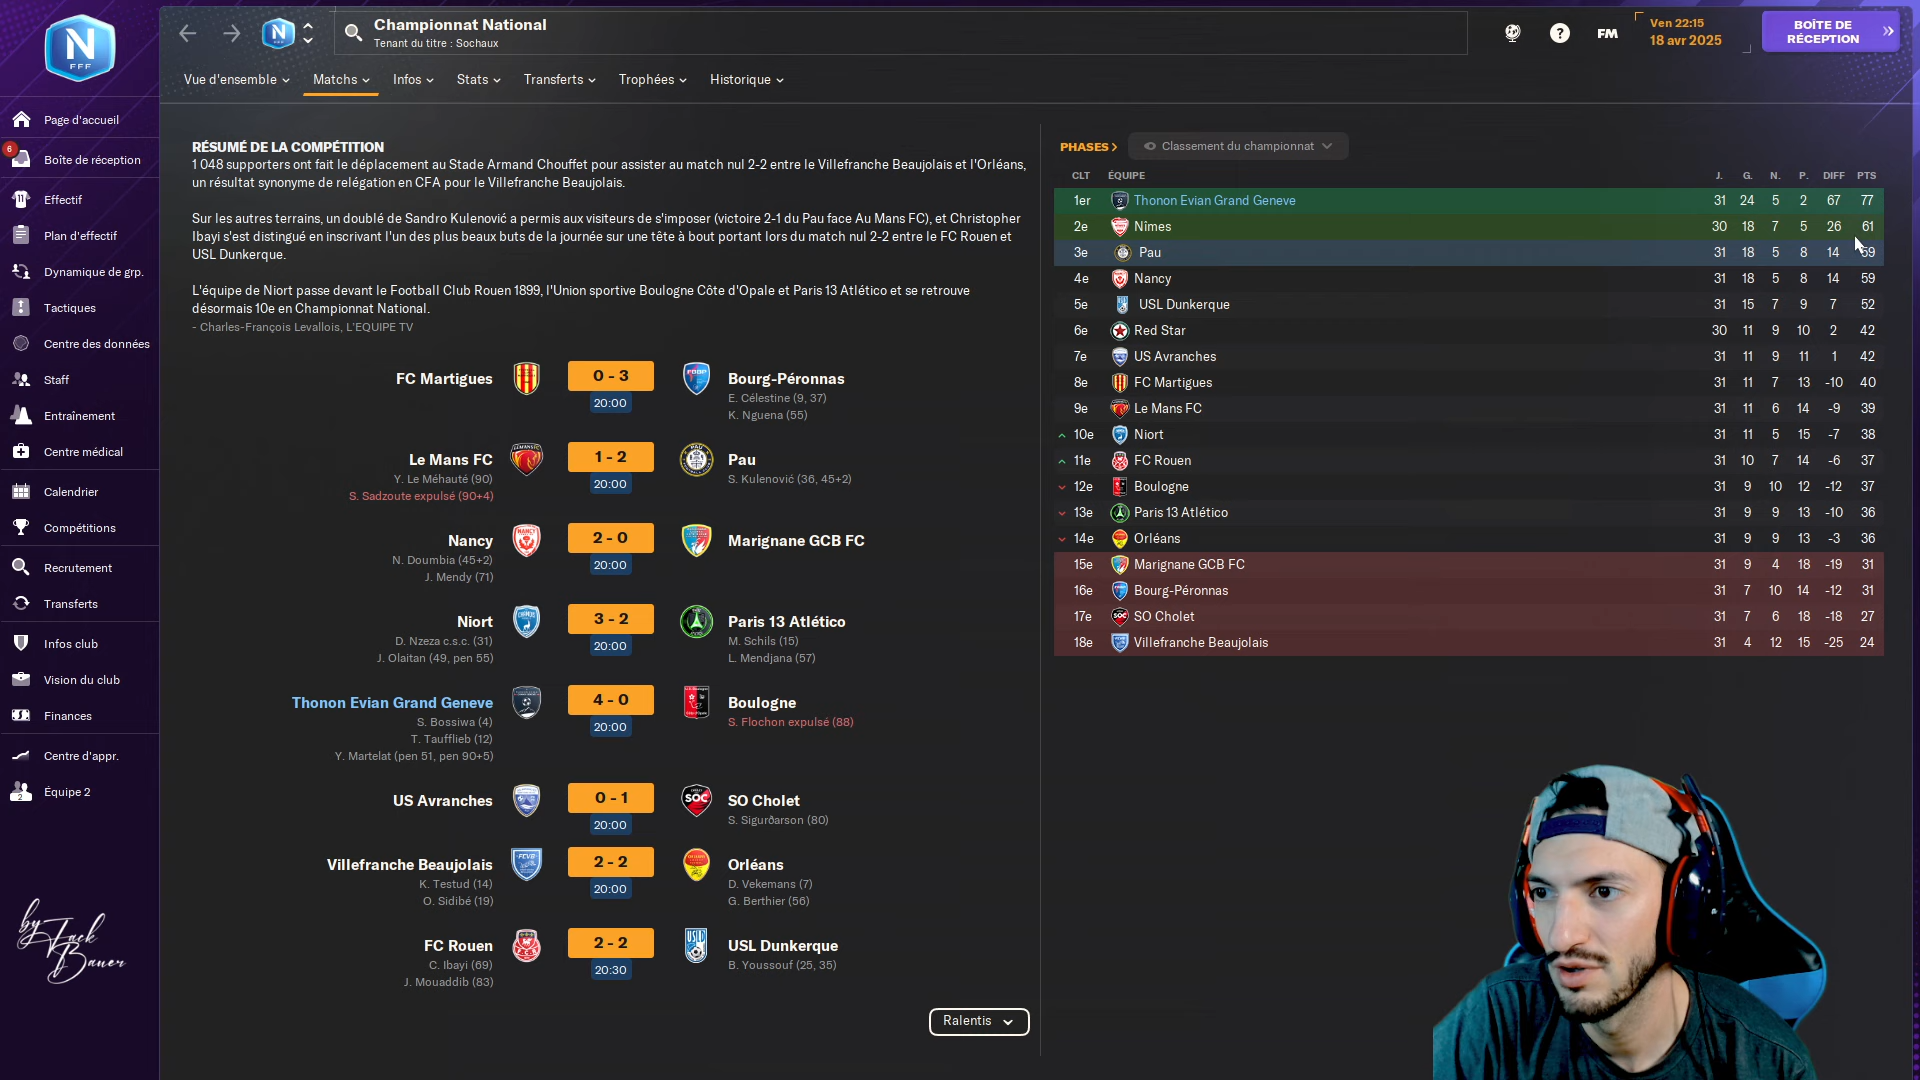 N
FFF
Championnat National
Tenant du titre : Sochaux
FM
Ven 22:15
18 avr 2025
BOÎTE DE
RÉCEPTION
Vue d'ensemble
Matchs
Infos
Stats
Transferts
Trophées
Historique
Page d'accueil
6
Boîte de réception
Effectif
Plan d'effectif
Dynamique de grp.
Tactiques
Centre des données
Staff
Entraînement
Centre médical
Calendrier
Compétitions
Recrutement
Transferts
Infos club
Vision du club
Finances
Centre d'appr.
Équipe 2
by Jack
Bauer
RÉSUMÉ DE LA COMPÉTITION
1 048 supporters ont fait le déplacement au Stade Armand Chouffet pour assister au match nul 2-2 entre le Villefranche Beaujolais et l'Orléans,
un résultat synonyme de relégation en CFA pour le Villefranche Beaujolais.
Sur les autres terrains, un doublé de Sandro Kulenović a permis aux visiteurs de s'imposer (victoire 2-1 du Pau face Au Mans FC), et Christopher
Ibayi s'est distingué en inscrivant l'un des plus beaux buts de la journée sur une tête à bout portant lors du match nul 2-2 entre le FC Rouen et
USL Dunkerque.
L'équipe de Niort passe devant le Football Club Rouen 1899, l'Union sportive Boulogne Côte d'Opale et Paris 13 Atlético et se retrouve
désormais 10e en Championnat National.
- Charles-François Levallois, L'EQUIPE TV
FC Martigues 0 - 3 Bourg-Péronnas
20:00 E. Célestine (9, 37)
K. Nguena (55)
Le Mans FC 1 - 2 Pau
Y. Le Méhauté (90) 20:00 S. Kulenović (36, 45+2)
S. Sadzoute expulsé (90+4)
Nancy 2 - 0 Marignane GCB FC
N. Doumbia (45+2) 20:00
J. Mendy (71)
Niort 3 - 2 Paris 13 Atlético
D. Nzeza c.s.c. (31) 20:00 M. Schils (15)
J. Olaitan (49, pen 55) L. Mendjana (57)
Thonon Evian Grand Geneve 4 - 0 Boulogne
S. Bossiwa (4) 20:00 S. Flochon expulsé (88)
T. Taufflieb (12)
Y. Martelat (pen 51, pen 90+5)
US Avranches 0 - 1 SO Cholet
20:00 S. Sigurðarson (80)
Villefranche Beaujolais 2 - 2 Orléans
K. Testud (14) 20:00 D. Vekemans (7)
O. Sidibé (19) G. Berthier (56)
FC Rouen 2 - 2 USL Dunkerque
C. Ibayi (69) 20:30 B. Youssouf (25, 35)
J. Mouaddib (83)
Ralentis
PHASES
Classement du championnat
CLT ÉQUIPE J. G. N. P. DIFF PTS
1er Thonon Evian Grand Geneve 31 24 5 2 67 77
2e Nîmes 30 18 7 5 26 61
3e Pau 31 18 5 8 14 59
4e Nancy 31 18 5 8 14 59
5e USL Dunkerque 31 15 7 9 7 52
6e Red Star 30 11 9 10 2 42
7e US Avranches 31 11 9 11 1 42
8e FC Martigues 31 11 7 13 -10 40
9e Le Mans FC 31 11 6 14 -9 39
10e Niort 31 11 5 15 -7 38
11e FC Rouen 31 10 7 14 -6 37
12e Boulogne 31 9 10 12 -12 37
13e Paris 13 Atlético 31 9 9 13 -10 36
14e Orléans 31 9 9 13 -3 36
15e Marignane GCB FC 31 9 4 18 -19 31
16e Bourg-Péronnas 31 7 10 14 -12 31
17e SO Cholet 31 7 6 18 -18 27
18e Villefranche Beaujolais 31 4 12 15 -25 24